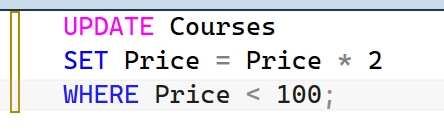 UPDATE Courses
SET Price = Price * 2
WHERE Price < 100;